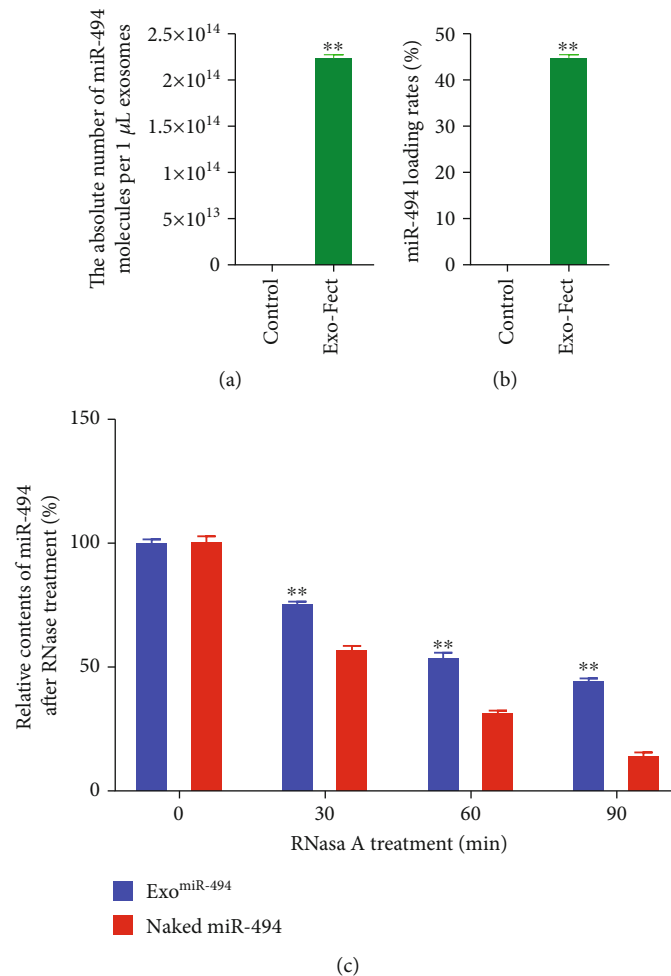 The absolute number of miR-494
molecules per 1 μL exosomes
2.5×10¹⁴
2×10¹⁴
1.5×10¹⁴
1×10¹⁴
5×10¹³
0
**
Control
Exo-Fect
(a)
miR-494 loading rates (%)
50
40
30
20
10
0
**
Control
Exo-Fect
(b)
Relative contents of miR-494
after RNase treatment (%)
150
100
50
0
**
**
**
0 30 60 90
RNasa A treatment (min)
Exo^miR-494
Naked miR-494
(c)